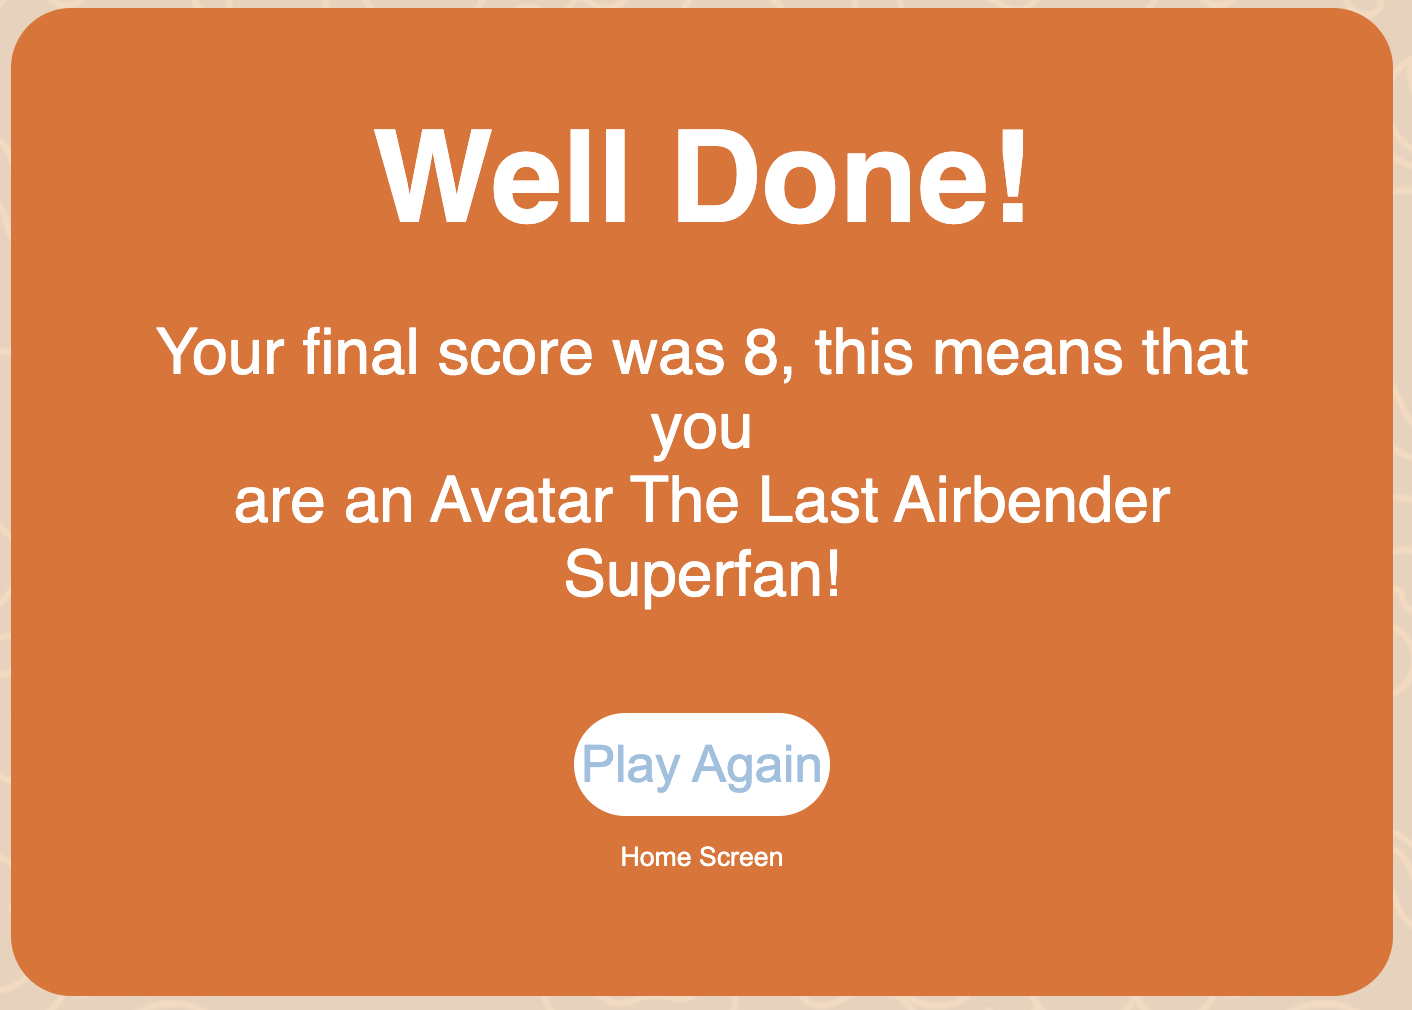 Well Done!
Your final score was 8, this means that
you
are an Avatar The Last Airbender
Superfan!
Play Again
Home Screen